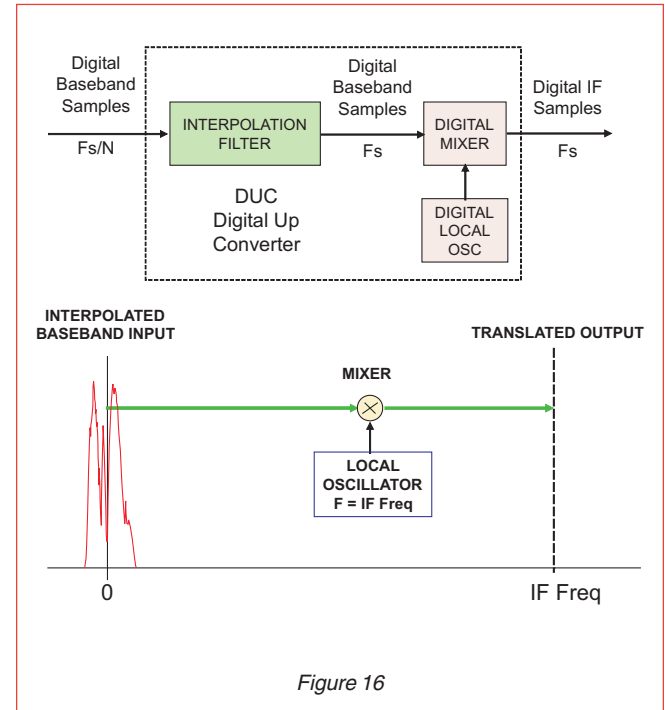 Digital
Baseband
Samples
Fs/N
INTERPOLATION
FILTER
Digital
Baseband
Samples
Fs
DIGITAL
MIXER
Digital IF
Samples
Fs
DUC
Digital Up
Converter
DIGITAL
LOCAL
OSC
INTERPOLATED
BASEBAND INPUT
MIXER
TRANSLATED OUTPUT
LOCAL
OSCILLATOR
F = IF Freq
0
IF Freq
Figure 16